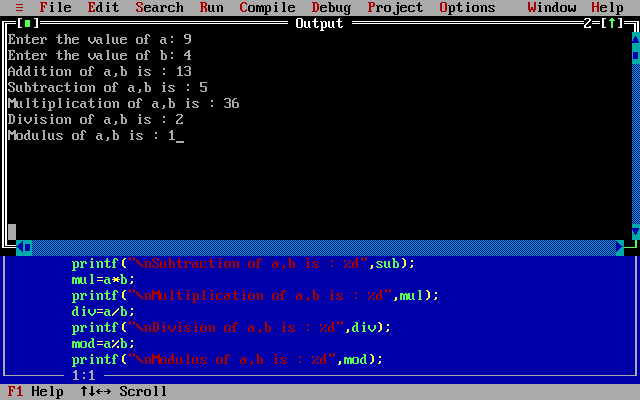 ≡ File Edit Search Run Compile Debug Project Options Window Help
[■] Output 2=[↑]
Enter the value of a: 9
Enter the value of b: 4
Addition of a,b is : 13
Subtraction of a,b is : 5
Multiplication of a,b is : 36
Division of a,b is : 2
Modulus of a,b is : 1_
printf("\nSubtraction of a,b is : %d",sub);
mul=a*b;
printf("\nMultiplication of a,b is : %d",mul);
div=a/b;
printf("\nDivision of a,b is : %d",div);
mod=a%b;
printf("\nModulus of a,b is : %d",mod);
1:1
F1 Help ↑↓←→ Scroll